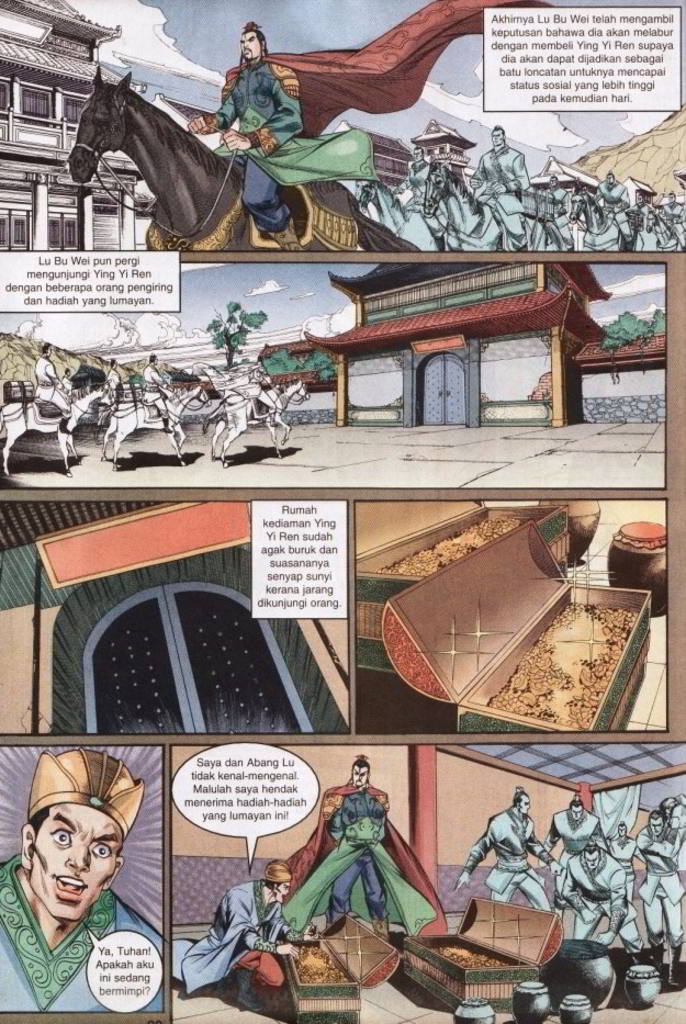 Akhirnya Lu Bu Wei telah mengambil
keputusan bahawa dia akan melabur
dengan membeli Ying Yi Ren supaya
dia akan dapat dijadikan sebagai
batu loncatan untuknya mencapai
status sosial yang lebih tinggi
pada kemudian hari.
Lu Bu Wei pun pergi
mengunjungi Ying Yi Ren
dengan beberapa orang pengiring
dan hadiah yang lumayan.
Rumah
kediaman Ying
Yi Ren sudah
agak buruk dan
suasananya
senyap sunyi
kerana jarang
dikunjungi orang.
Ya, Tuhan!
Apakah aku
ini sedang
bermimpi?
Saya dan Abang Lu
tidak kenal-mengenal.
Malulah saya hendak
menerima hadiah-hadiah
yang lumayan ini!